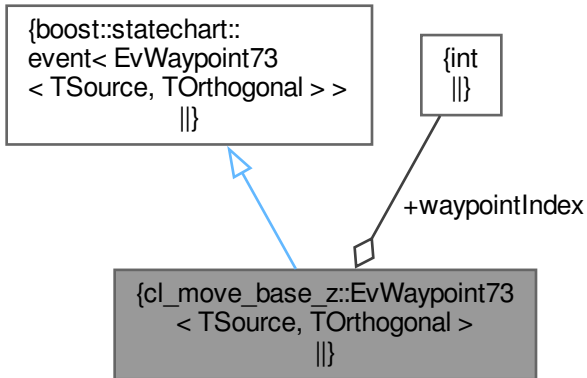 {boost::statechart::
event< EvWaypoint73
< TSource, TOrthogonal > >
||}
{int
||}
+waypointIndex
{cl_move_base_z::EvWaypoint73
< TSource, TOrthogonal >
||}